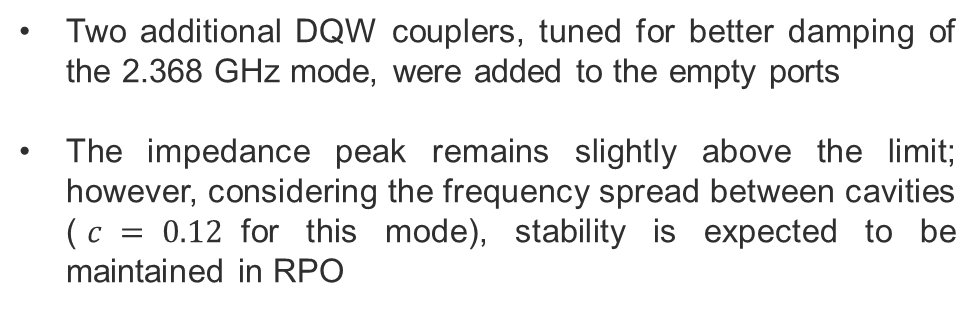 • Two additional DQW couplers, tuned for better damping of
the 2.368 GHz mode, were added to the empty ports
• The impedance peak remains slightly above the limit;
however, considering the frequency spread between cavities
( c = 0.12 for this mode), stability is expected to be
maintained in RPO